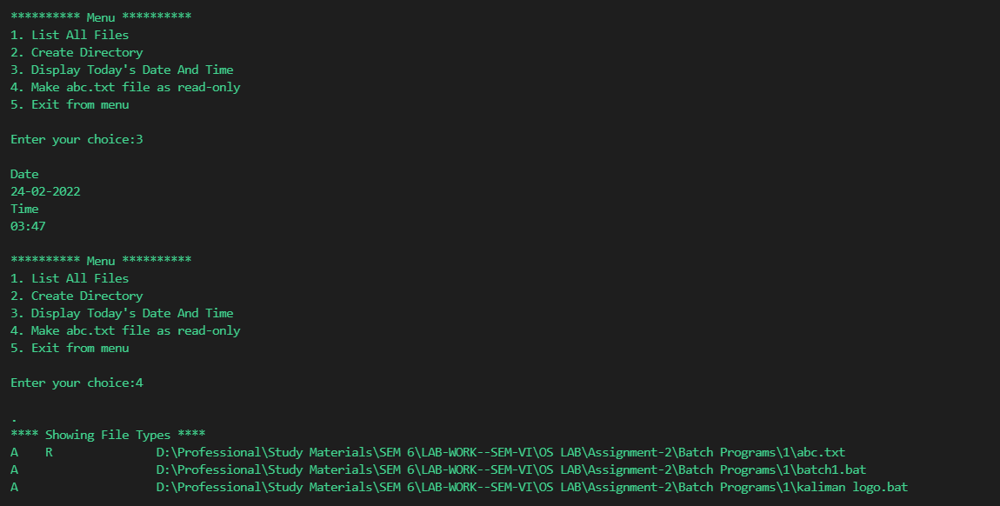 ********** Menu **********
1. List All Files
2. Create Directory
3. Display Today's Date And Time
4. Make abc.txt file as read-only
5. Exit from menu
Enter your choice:3
Date
24-02-2022
Time
03:47
********** Menu **********
1. List All Files
2. Create Directory
3. Display Today's Date And Time
4. Make abc.txt file as read-only
5. Exit from menu
Enter your choice:4
.
**** Showing File Types ****
A    R               D:\Professional\Study Materials\SEM 6\LAB-WORK--SEM-VI\OS LAB\Assignment-2\Batch Programs\1\abc.txt
A                    D:\Professional\Study Materials\SEM 6\LAB-WORK--SEM-VI\OS LAB\Assignment-2\Batch Programs\1\batch1.bat
A                    D:\Professional\Study Materials\SEM 6\LAB-WORK--SEM-VI\OS LAB\Assignment-2\Batch Programs\1\kaliman logo.bat